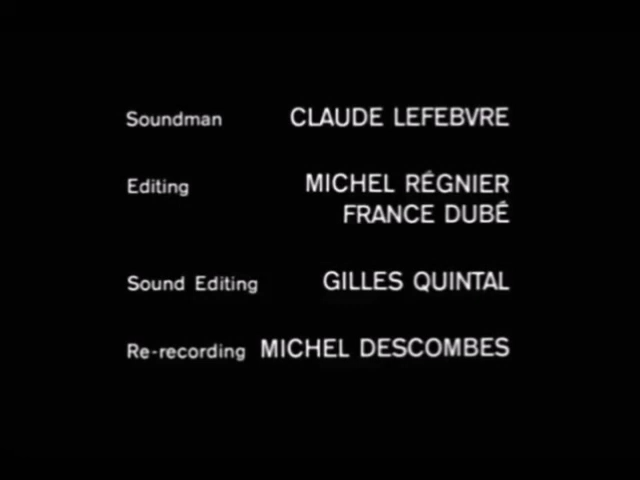 Soundman CLAUDE LEFEBVRE
Editing MICHEL RÉGNIER
FRANCE DUBÉ
Sound Editing GILLES QUINTAL
Re-recording MICHEL DESCOMBES